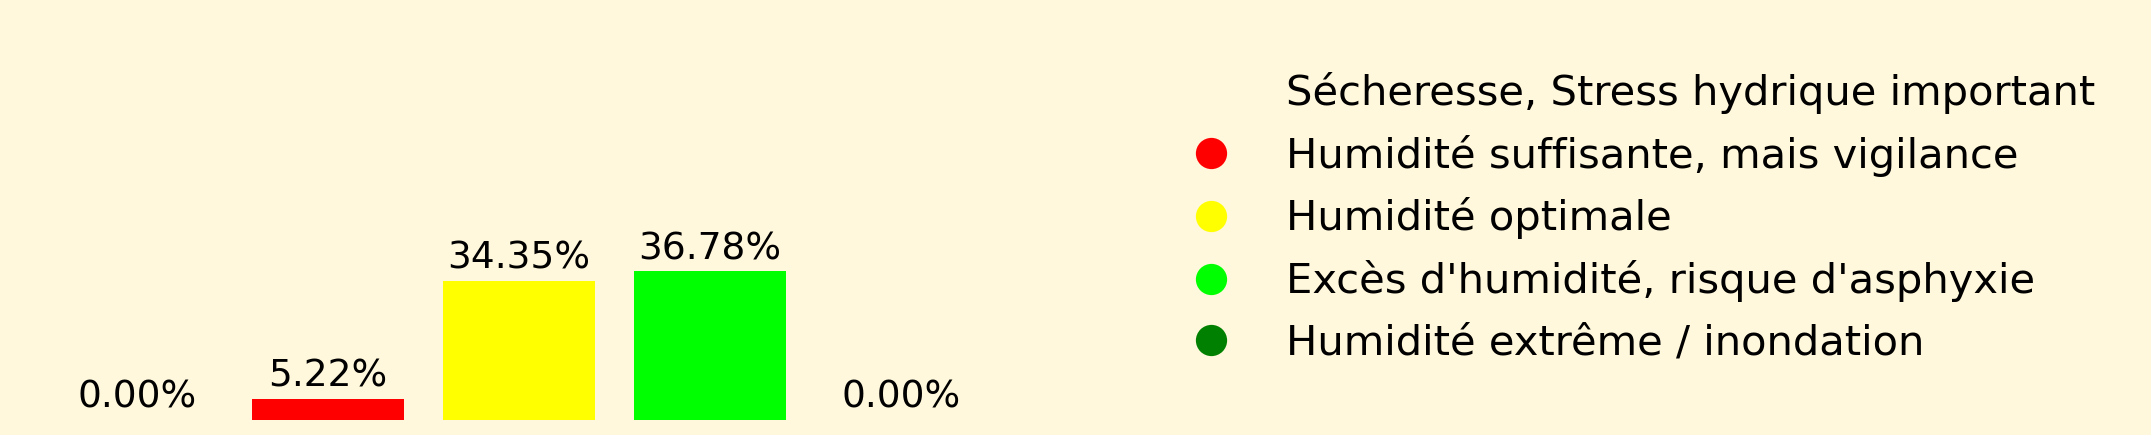 0.00%
5.22%
34.35%
36.78%
0.00%
Sécheresse, Stress hydrique important
Humidité suffisante, mais vigilance
Humidité optimale
Excès d'humidité, risque d'asphyxie
Humidité extrême / inondation